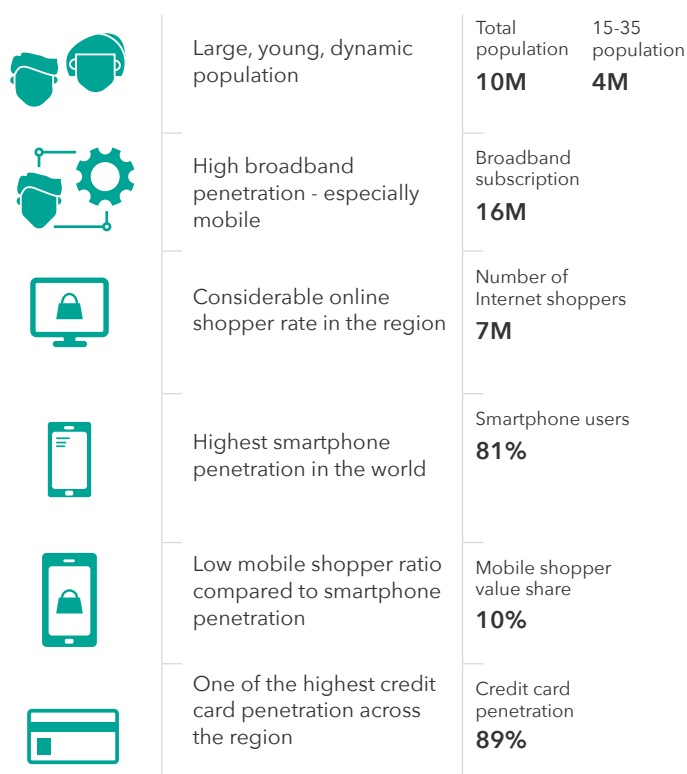 Large, young, dynamic
population
Total
population
10M
15-35
population
4M
High broadband
penetration - especially
mobile
Broadband
subscription
16M
Considerable online
shopper rate in the region
Number of
Internet shoppers
7M
Highest smartphone
penetration in the world
Smartphone users
81%
Low mobile shopper ratio
compared to smartphone
penetration
Mobile shopper
value share
10%
One of the highest credit
card penetration across
the region
Credit card
penetration
89%